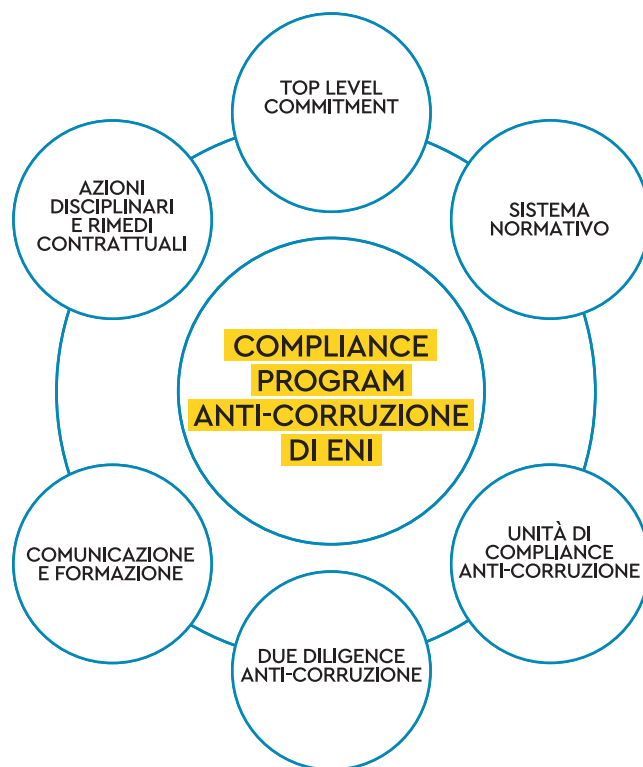 TOP LEVEL
COMMITMENT
AZIONI
DISCIPLINARI
E RIMEDI
CONTRATTUALI
SISTEMA
NORMATIVO
COMPLIANCE
PROGRAM
ANTI-CORRUZIONE
DI ENI
COMUNICAZIONE
E FORMAZIONE
UNITÀ DI
COMPLIANCE
ANTI-CORRUZIONE
DUE DILIGENCE
ANTI-CORRUZIONE